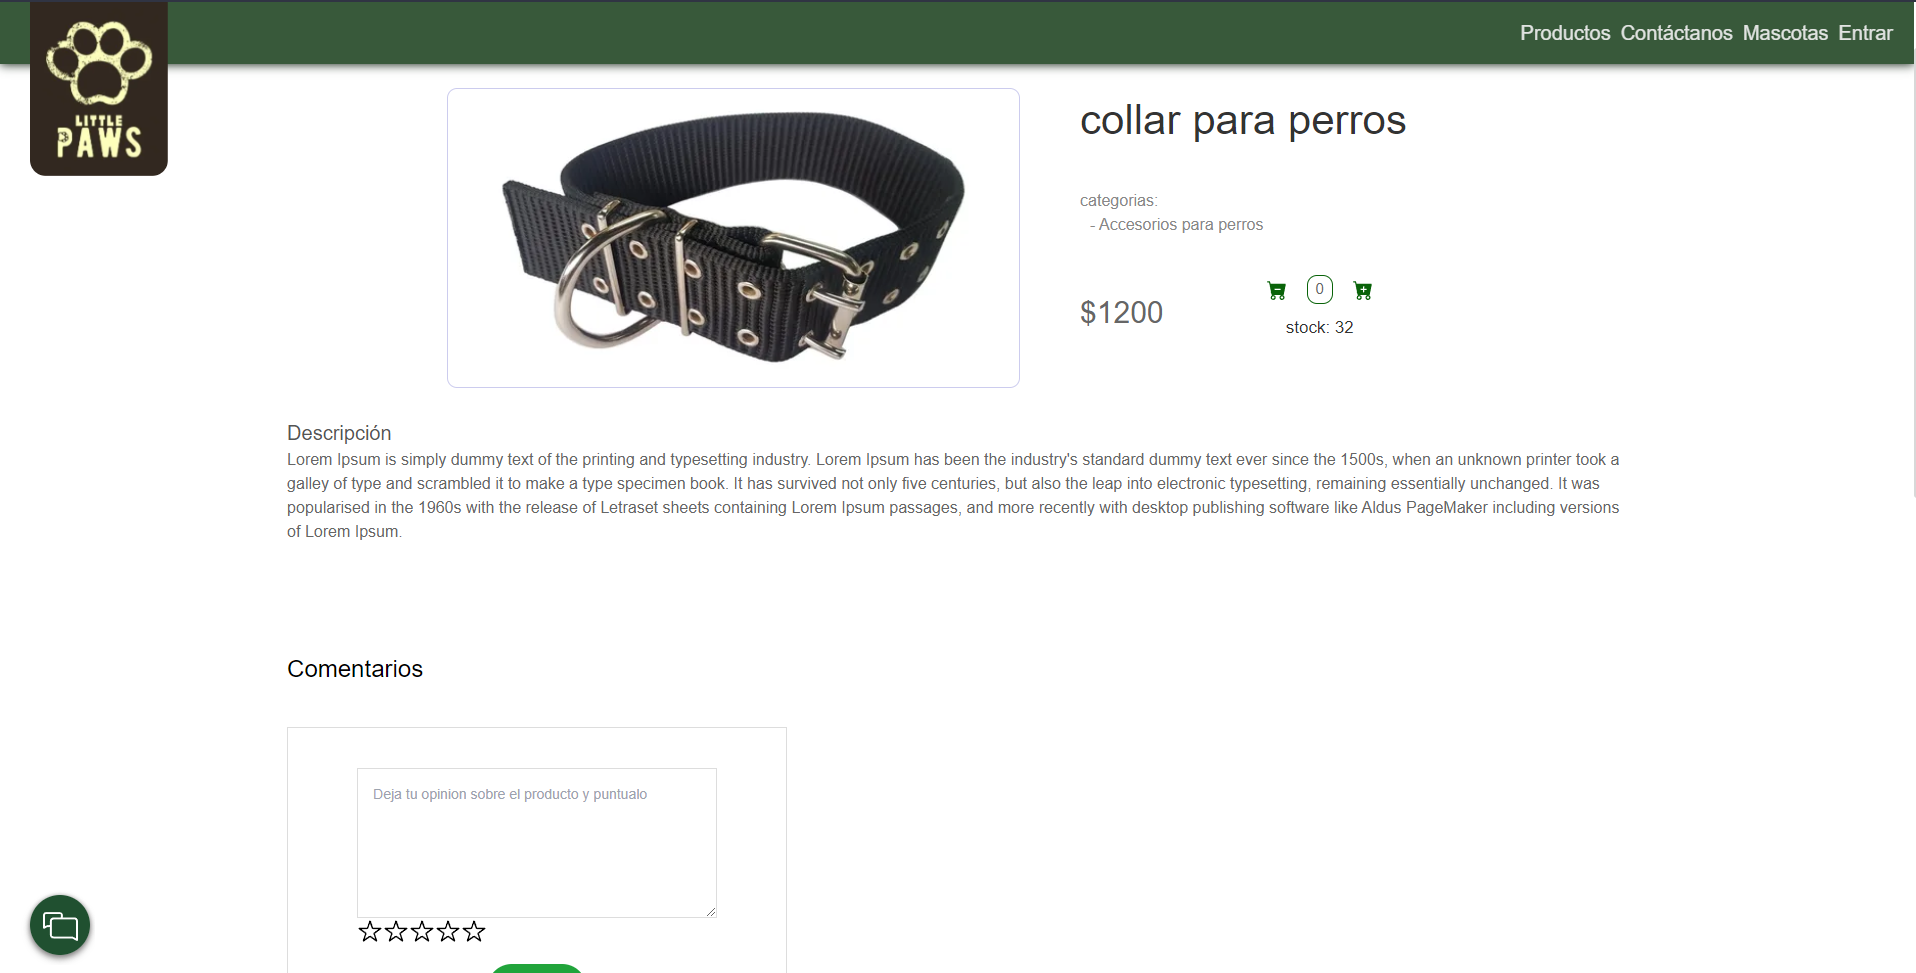 LITTLE
PAWS
Productos Contáctanos Mascotas Entrar
collar para perros
categorias:
- Accesorios para perros
$1200
0
stock: 32
Descripción
Lorem Ipsum is simply dummy text of the printing and typesetting industry. Lorem Ipsum has been the industry's standard dummy text ever since the 1500s, when an unknown printer took a
galley of type and scrambled it to make a type specimen book. It has survived not only five centuries, but also the leap into electronic typesetting, remaining essentially unchanged. It was
popularised in the 1960s with the release of Letraset sheets containing Lorem Ipsum passages, and more recently with desktop publishing software like Aldus PageMaker including versions
of Lorem Ipsum.
Comentarios
Deja tu opinion sobre el producto y puntualo